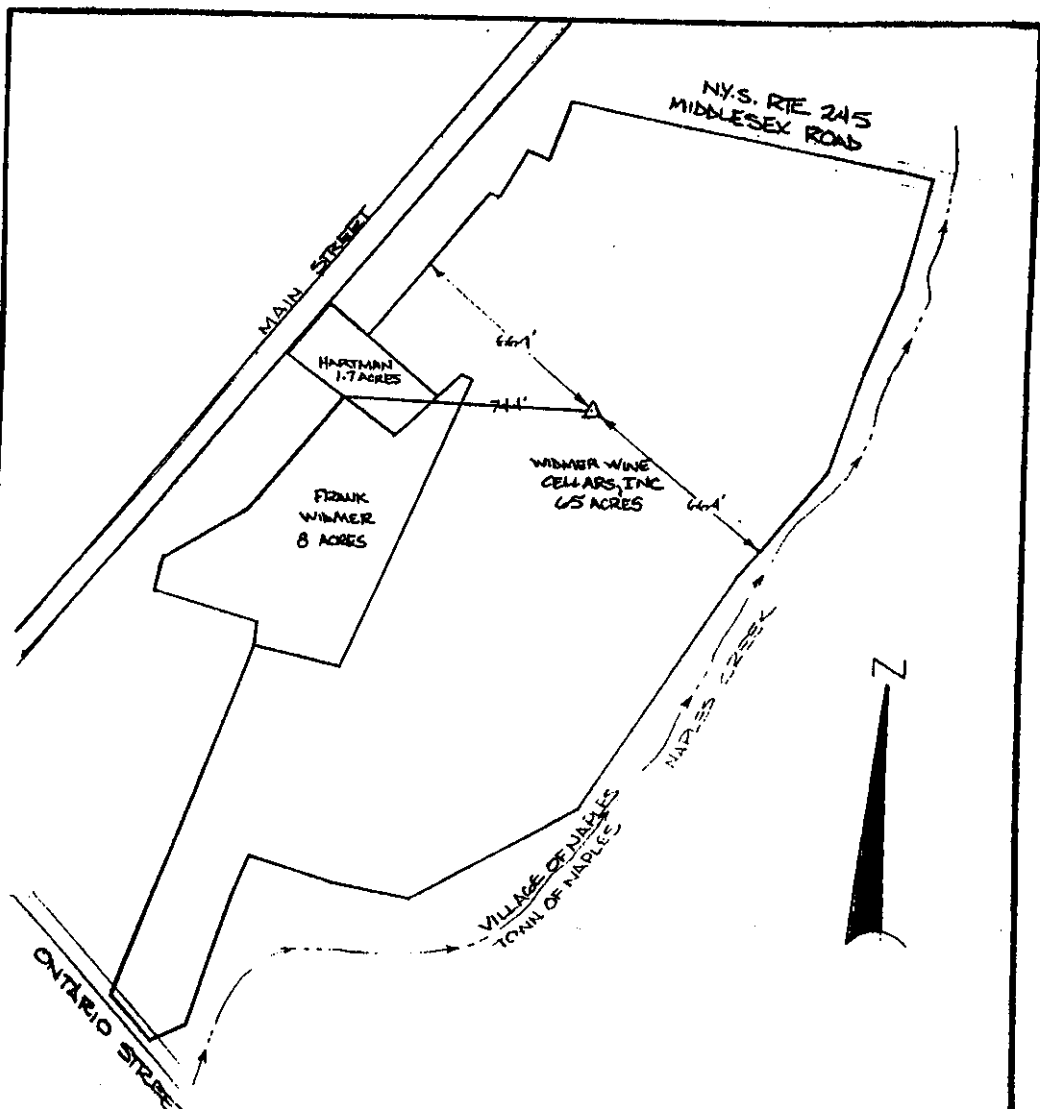 N.Y.S. RTE 245
MIDDLESEX ROAD
MAIN STREET
HARTMAN
1.7 ACRES
664'
744'
WIDMER WINE
CELLARS, INC
65 ACRES
664'
FRANK
WIDMER
8 ACRES
NAPLES CREEK
N
VILLAGE OF NAPLES
TOWN OF NAPLES
ONTARIO STREET